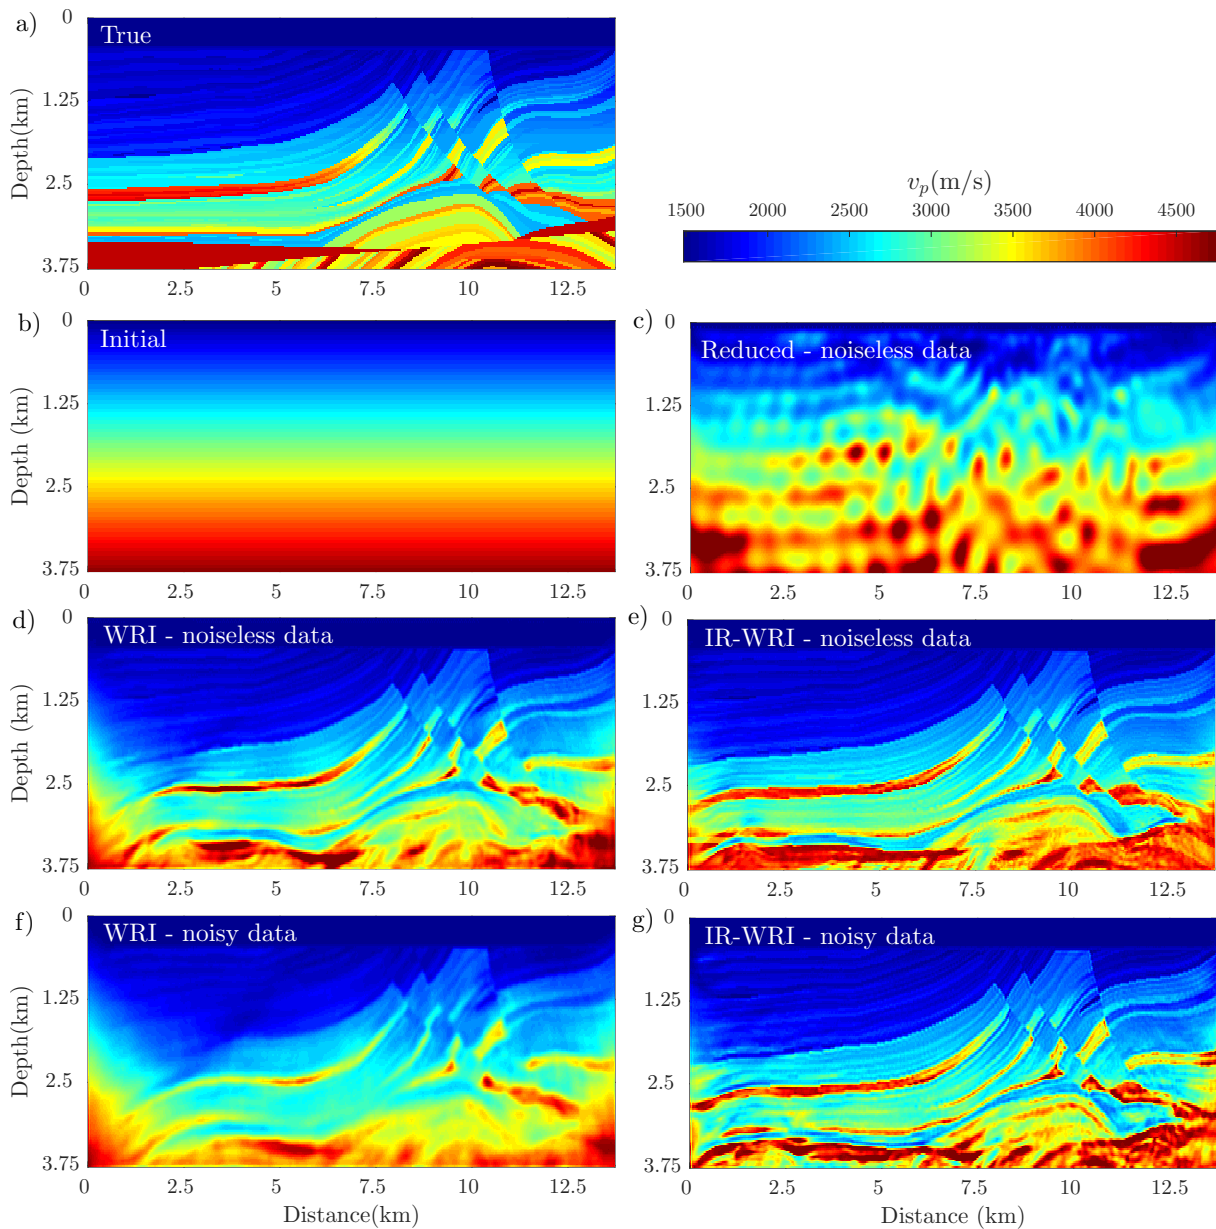 a)
0
True
1.25
2.5
3.75
Depth(km)
0 2.5 5 7.5 10 12.5
v_p(m/s)
1500 2000 2500 3000 3500 4000 4500
b)
0
Initial
1.25
2.5
3.75
Depth (km)
0 2.5 5 7.5 10 12.5
c)
0
Reduced - noiseless data
1.25
2.5
3.75
0 2.5 5 7.5 10 12.5
d)
0
WRI - noiseless data
1.25
2.5
3.75
Depth (km)
0 2.5 5 7.5 10 12.5
e)
0
IR-WRI - noiseless data
1.25
2.5
3.75
0 2.5 5 7.5 10 12.5
f)
0
WRI - noisy data
1.25
2.5
3.75
Depth(km)
0 2.5 5 7.5 10 12.5
Distance(km)
g)
0
IR-WRI - noisy data
1.25
2.5
3.75
0 2.5 5 7.5 10 12.5
Distance (km)